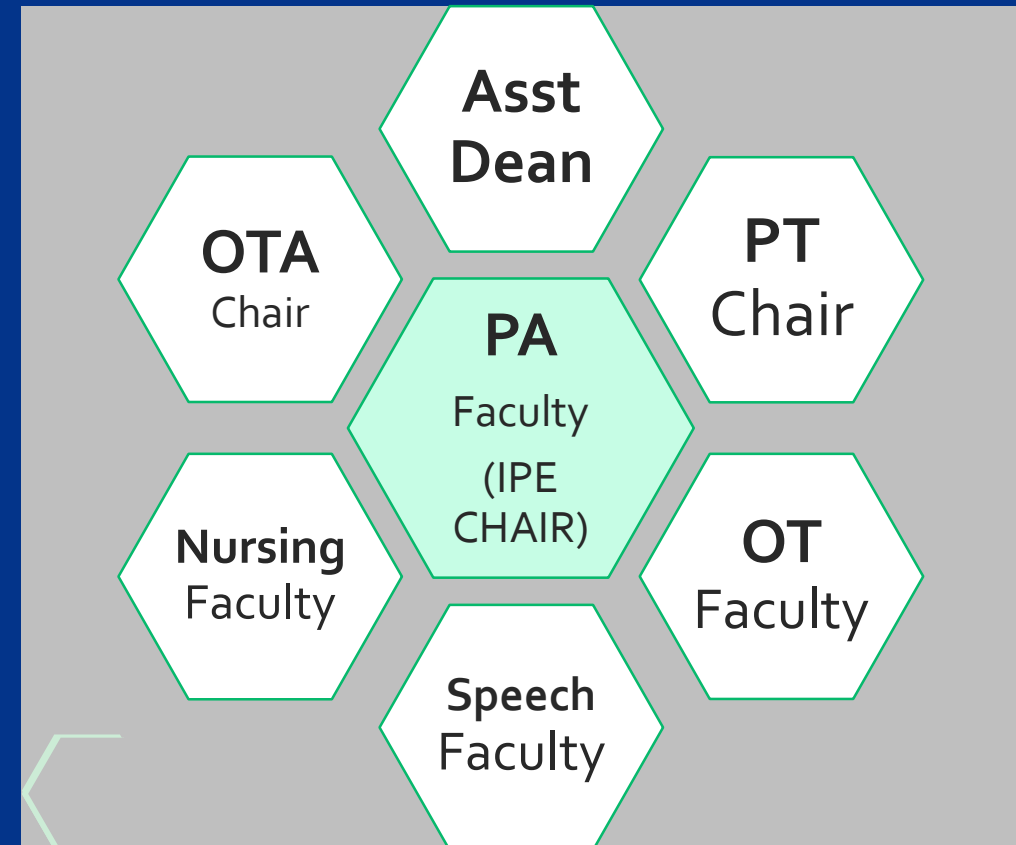 Asst
Dean
OTA
Chair
PT
Chair
PA
Faculty
(IPE
CHAIR)
Nursing
Faculty
OT
Faculty
Speech
Faculty